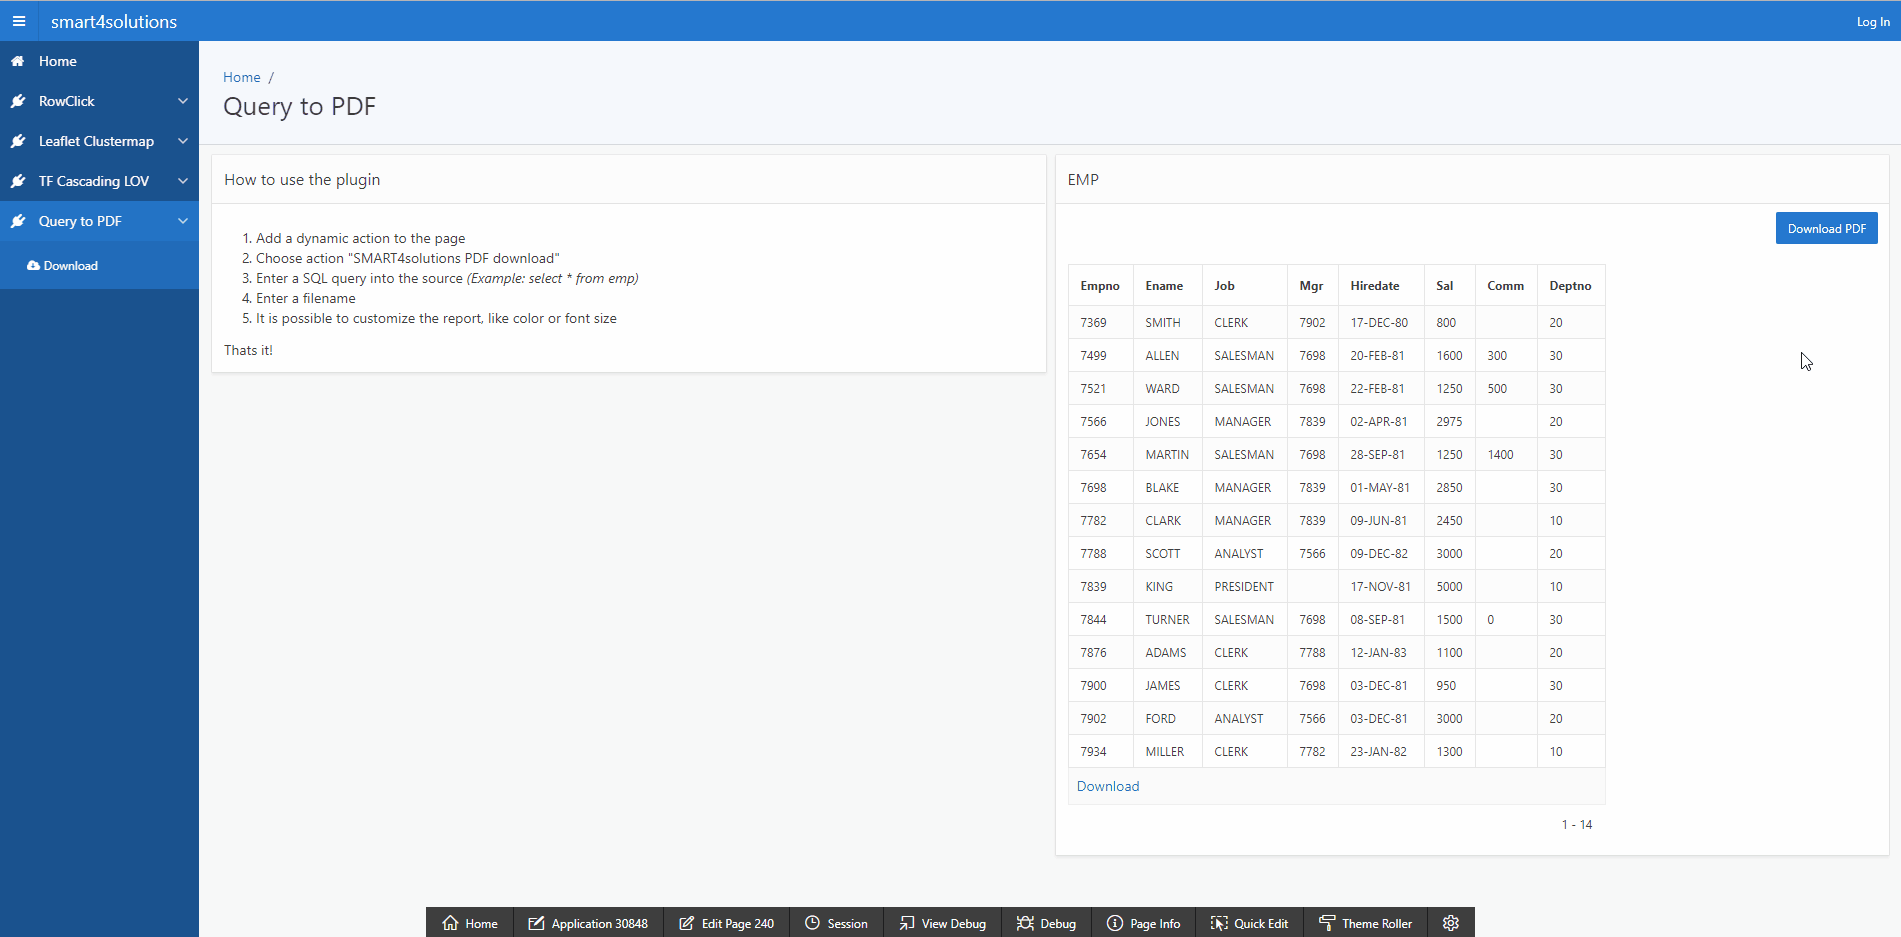 smart4solutions
Log In
Home
RowClick
Leaflet Clustermap
TF Cascading LOV
Query to PDF
Download
Home /
Query to PDF
How to use the plugin
1. Add a dynamic action to the page
2. Choose action "SMART4solutions PDF download"
3. Enter a SQL query into the source (Example: select * from emp)
4. Enter a filename
5. It is possible to customize the report, like color or font size
Thats it!
EMP
Download PDF
Empno Ename Job Mgr Hiredate Sal Comm Deptno
7369 SMITH CLERK 7902 17-DEC-80 800 20
7499 ALLEN SALESMAN 7698 20-FEB-81 1600 300 30
7521 WARD SALESMAN 7698 22-FEB-81 1250 500 30
7566 JONES MANAGER 7839 02-APR-81 2975 20
7654 MARTIN SALESMAN 7698 28-SEP-81 1250 1400 30
7698 BLAKE MANAGER 7839 01-MAY-81 2850 30
7782 CLARK MANAGER 7839 09-JUN-81 2450 10
7788 SCOTT ANALYST 7566 09-DEC-82 3000 20
7839 KING PRESIDENT 17-NOV-81 5000 10
7844 TURNER SALESMAN 7698 08-SEP-81 1500 0 30
7876 ADAMS CLERK 7788 12-JAN-83 1100 20
7900 JAMES CLERK 7698 03-DEC-81 950 30
7902 FORD ANALYST 7566 03-DEC-81 3000 20
7934 MILLER CLERK 7782 23-JAN-82 1300 10
Download
1 - 14
Home Application 30848 Edit Page 240 Session View Debug Debug Page Info Quick Edit Theme Roller